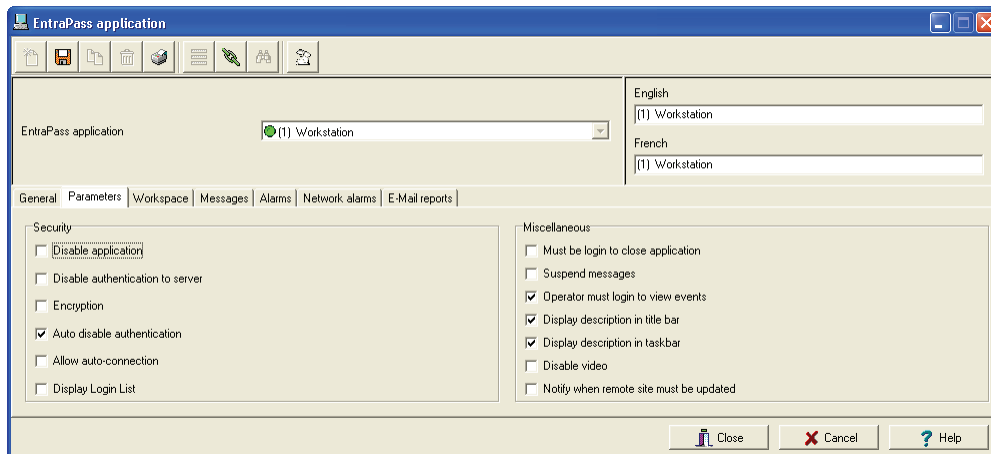 EntraPass application
English
(1) Workstation
EntraPass application
(1) Workstation
French
(1) Workstation
General Parameters Workspace Messages Alarms Network alarms E-Mail reports
Security
Disable application
Disable authentication to server
Encryption
Auto disable authentication
Allow auto-connection
Display Login List
Miscellaneous
Must be login to close application
Suspend messages
Operator must login to view events
Display description in title bar
Display description in taskbar
Disable video
Notify when remote site must be updated
Close Cancel Help